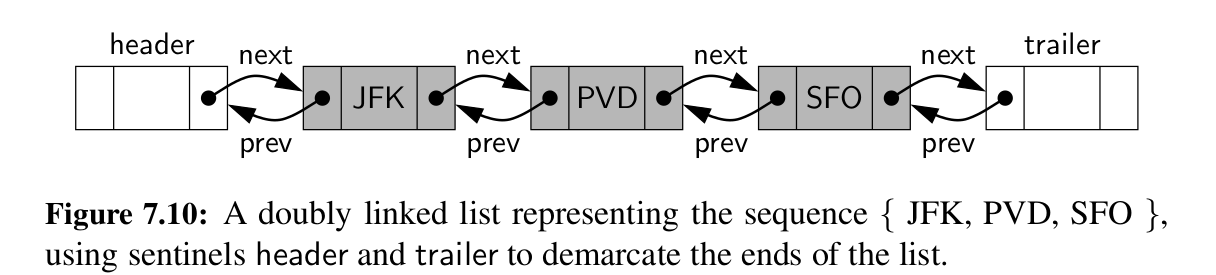 header next next next next trailer
JFK PVD SFO
prev prev prev prev
Figure 7.10: A doubly linked list representing the sequence { JFK, PVD, SFO },
using sentinels header and trailer to demarcate the ends of the list.